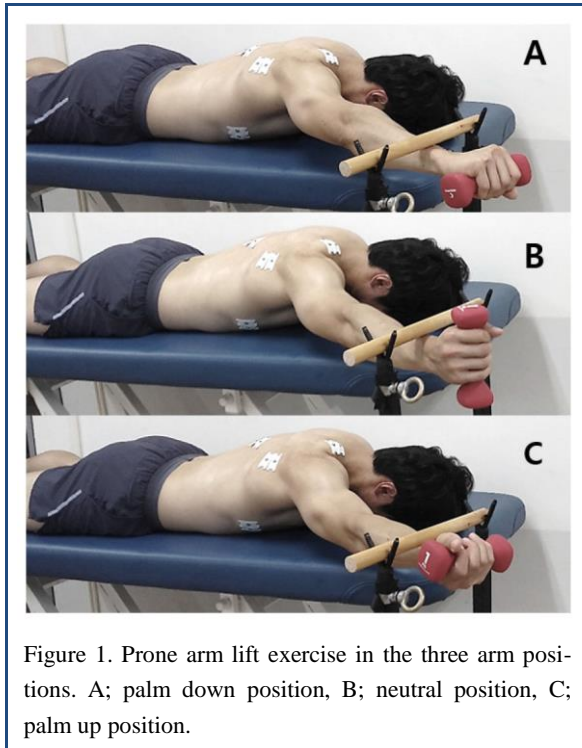 A
B
C
1
Figure 1. Prone arm lift exercise in the three arm posi-
tions. A; palm down position, B; neutral position, C;
palm up position.